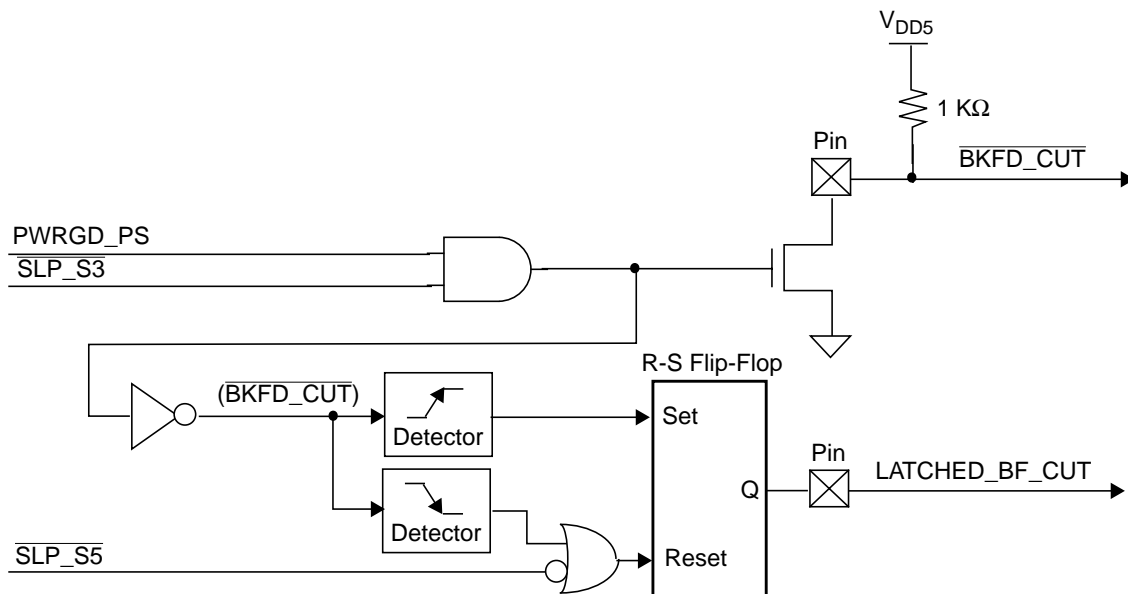 VDD5
1 KΩ
Pin
BKFD_CUT
PWRGD_PS
SLP_S3
R-S Flip-Flop
(BKFD_CUT)
Set
Detector
Pin
LATCHED_BF_CUT
Q
Detector
SLP_S5
Reset